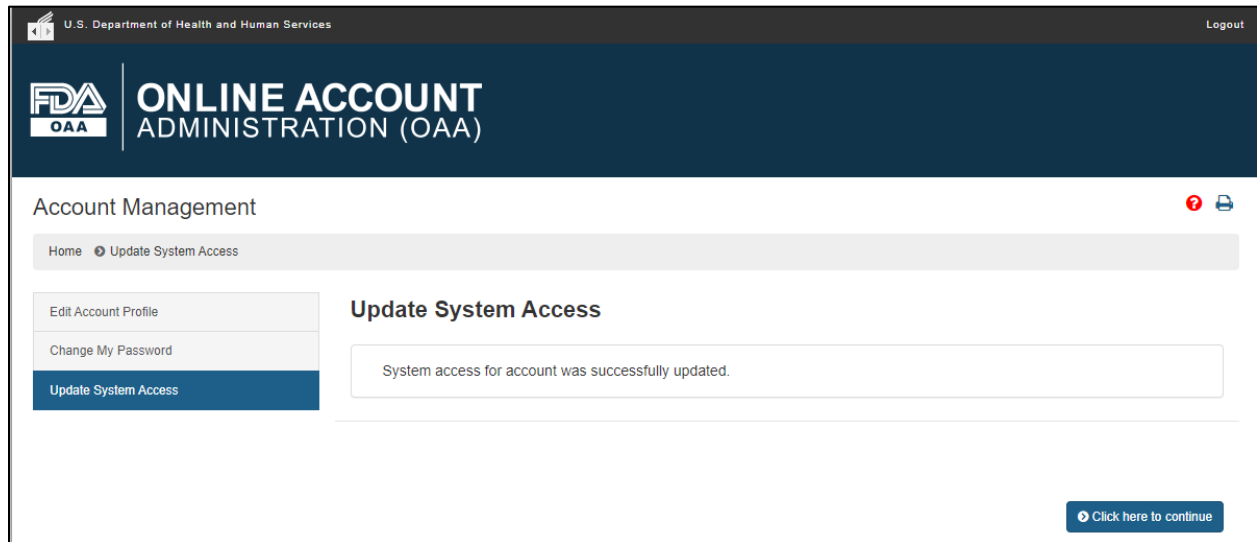 U.S. Department of Health and Human Services
Logout
FDA
OAA
ONLINE ACCOUNT
ADMINISTRATION (OAA)
Account Management
?
Home Update System Access
Edit Account Profile
Change My Password
Update System Access
Update System Access
System access for account was successfully updated.
Click here to continue